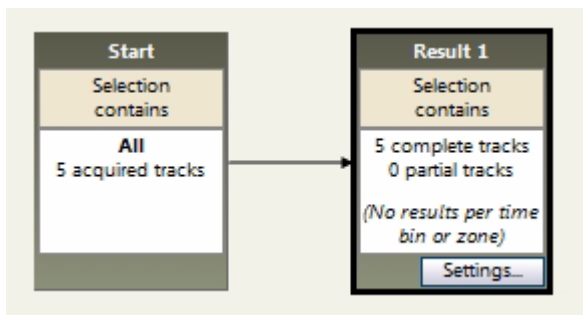 Start
Selection
contains
All
5 acquired tracks
Result 1
Selection
contains
5 complete tracks
0 partial tracks
(No results per time
bin or zone)
Settings...